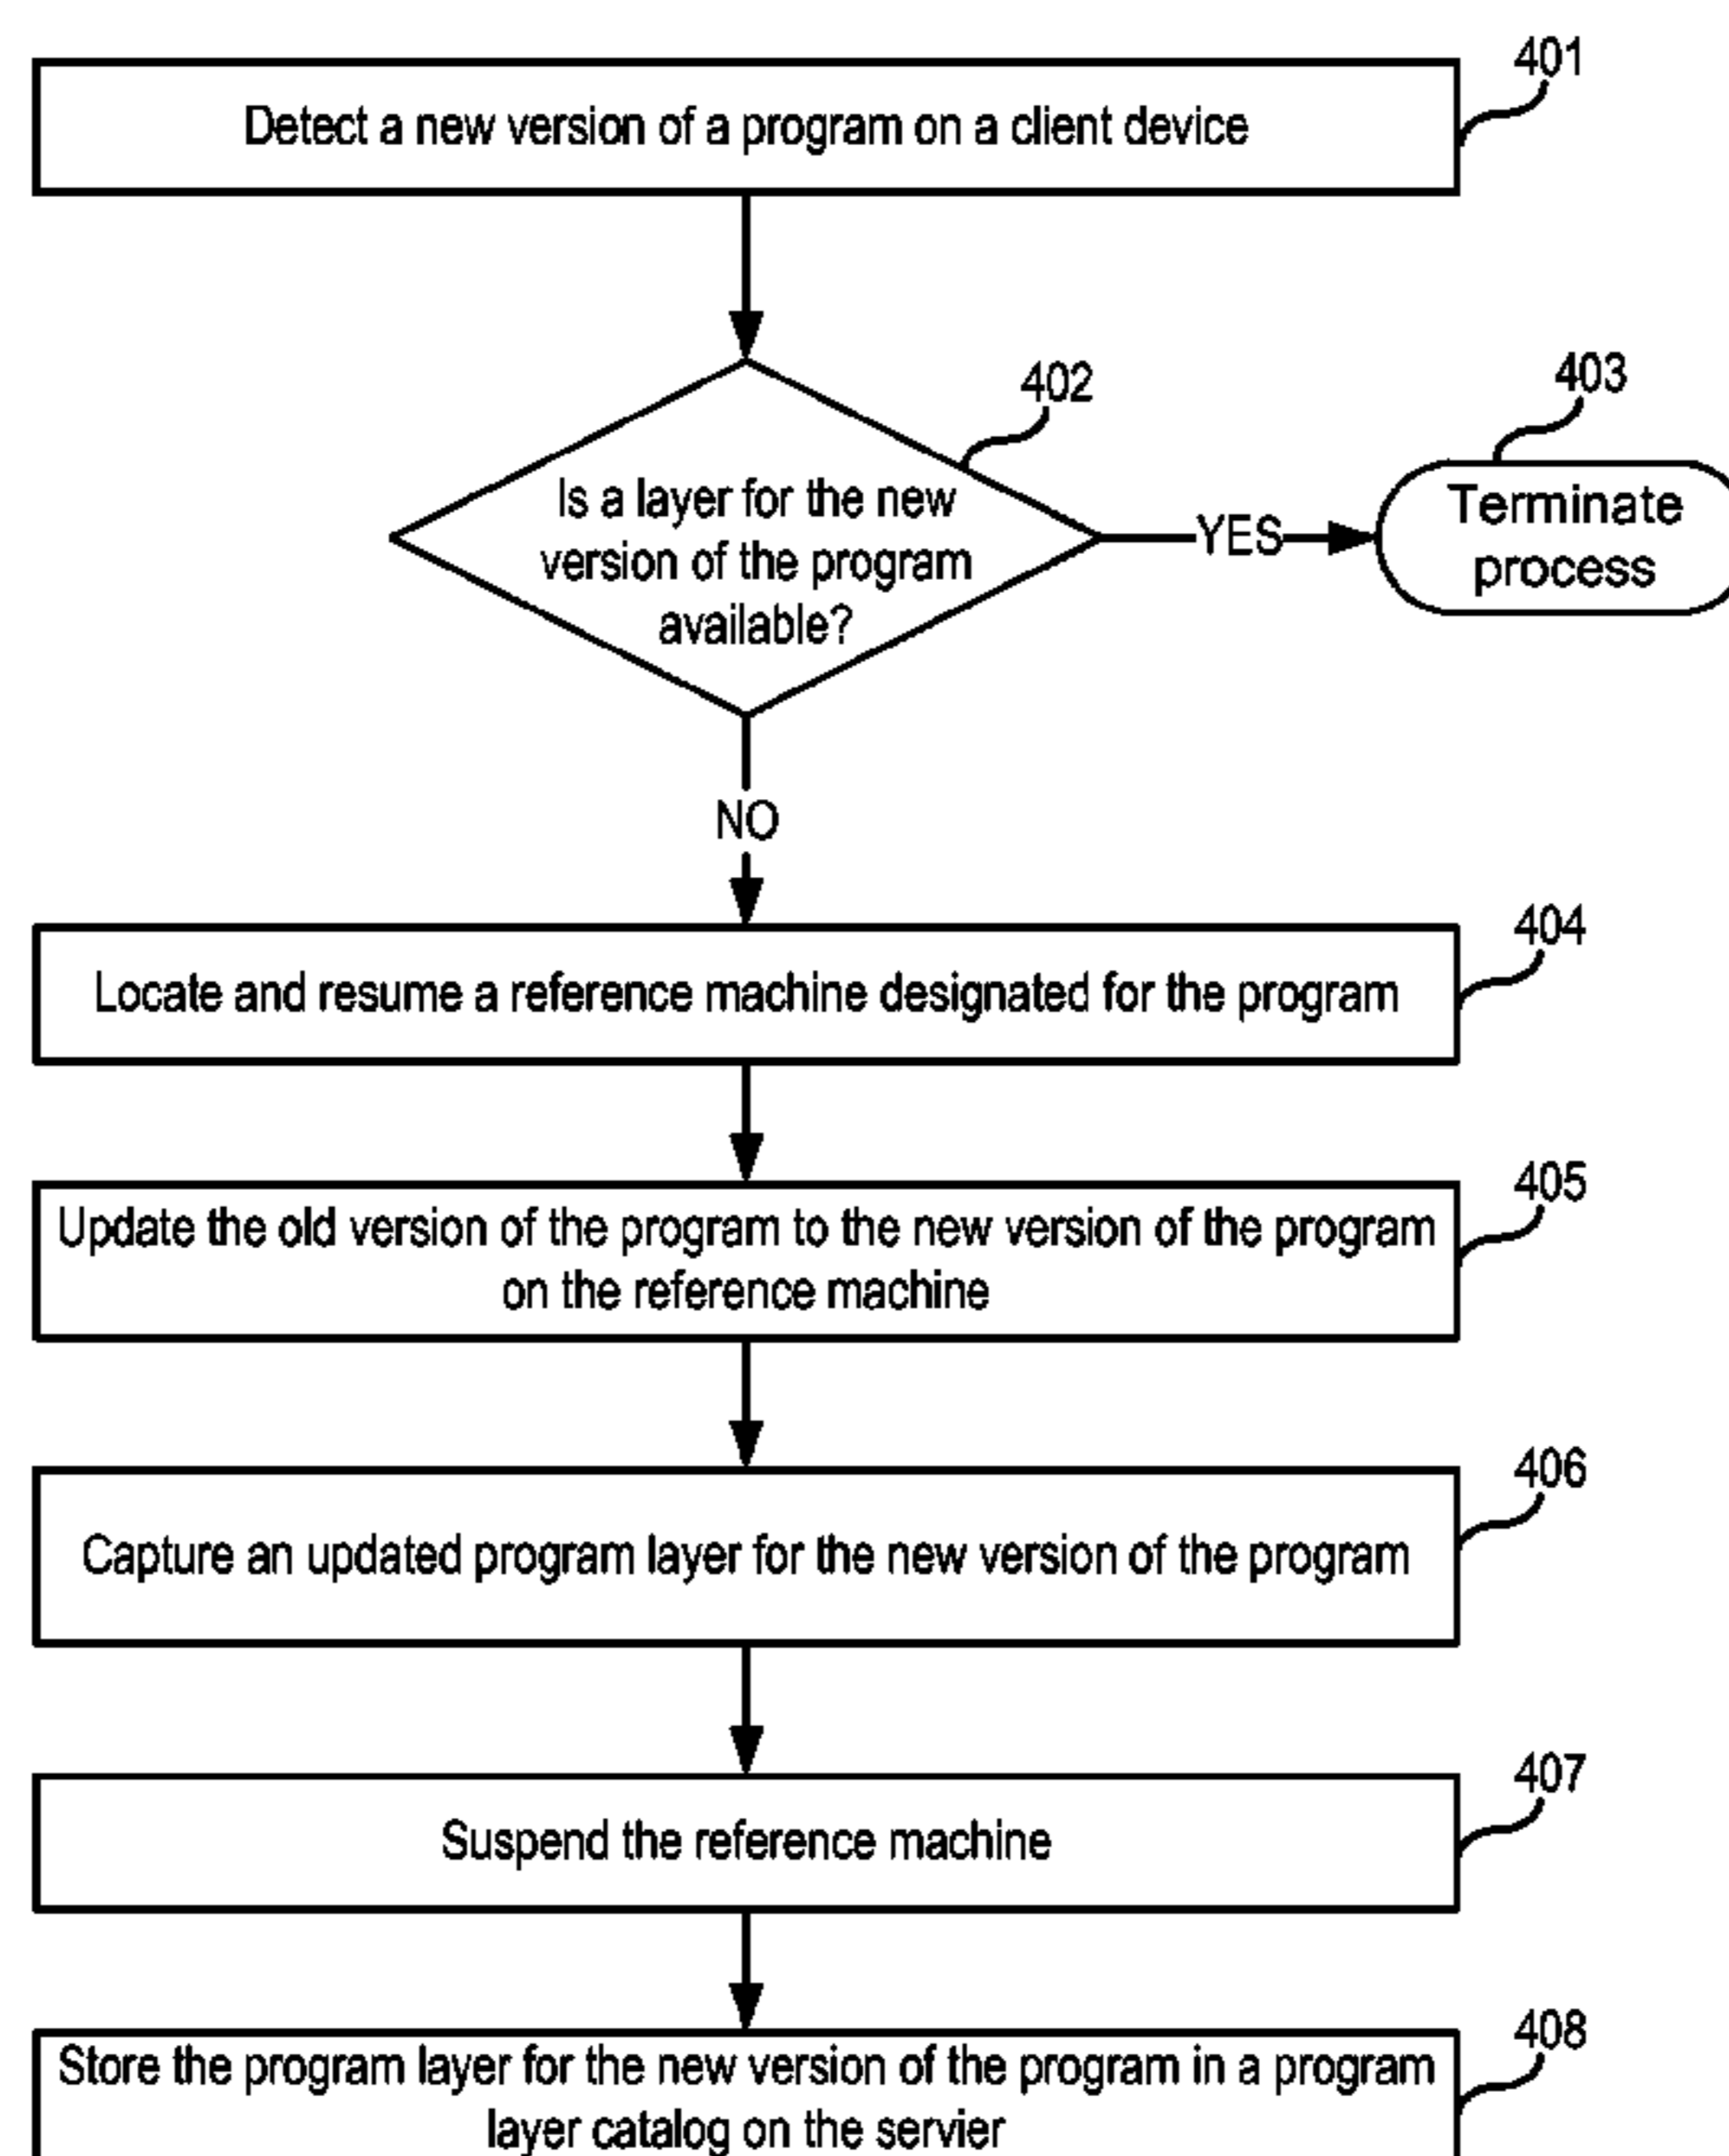 401
Detect a new version of a program on a client device
402
403
Is a layer for the new
version of the program
available?
YES
Terminate
process
NO
404
Locate and resume a reference machine designated for the program
405
Update the old version of the program to the new version of the program
on the reference machine
406
Capture an updated program layer for the new version of the program
407
Suspend the reference machine
408
Store the program layer for the new version of the program in a program
layer catalog on the servier